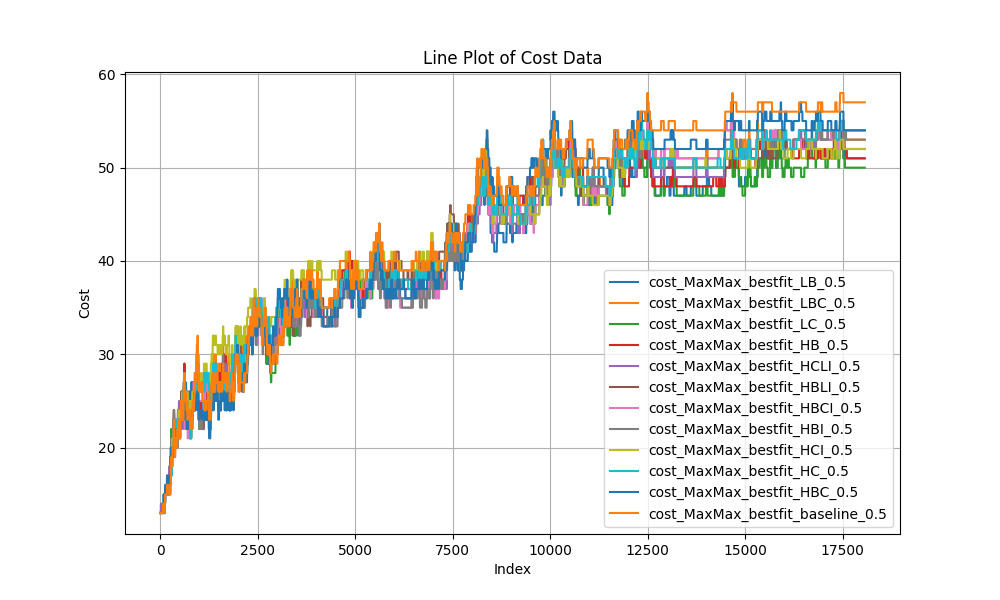 Line Plot of Cost Data
60
50
40
30
20
Cost
0
2500
5000
7500
10000
12500
15000
17500
Index
cost_MaxMax_bestfit_LB_0.5
cost_MaxMax_bestfit_LBC_0.5
cost_MaxMax_bestfit_LC_0.5
cost_MaxMax_bestfit_HB_0.5
cost_MaxMax_bestfit_HCLI_0.5
cost_MaxMax_bestfit_HBLI_0.5
cost_MaxMax_bestfit_HBCI_0.5
cost_MaxMax_bestfit_HBI_0.5
cost_MaxMax_bestfit_HCI_0.5
cost_MaxMax_bestfit_HC_0.5
cost_MaxMax_bestfit_HBC_0.5
cost_MaxMax_bestfit_baseline_0.5